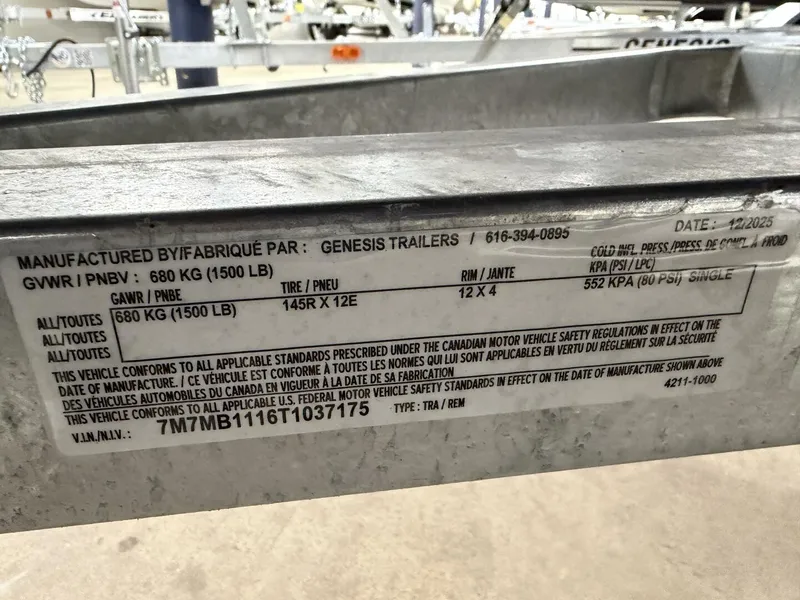 GENESIS
MANUFACTURED BY/FABRIQUÉ PAR : GENESIS TRAILERS / 616-394-0895 DATE : 12/2025
GVWR / PNBV : 680 KG (1500 LB)
COLD INFL. PRESS./PRESS. DE GONFL. À FROID
GAWR / PNBE TIRE / PNEU RIM / JANTE KPA (PSI / LPC)
ALL/TOUTES 680 KG (1500 LB) 145R X 12E 12 X 4 552 KPA (80 PSI) SINGLE
ALL/TOUTES
ALL/TOUTES
THIS VEHICLE CONFORMS TO ALL APPLICABLE STANDARDS PRESCRIBED UNDER THE CANADIAN MOTOR VEHICLE SAFETY REGULATIONS IN EFFECT ON THE
DATE OF MANUFACTURE. / CE VÉHICULE EST CONFORME À TOUTES LES NORMES QUI LUI SONT APPLICABLES EN VERTU DU RÈGLEMENT SUR LA SÉCURITÉ
DES VÉHICULES AUTOMOBILES DU CANADA EN VIGUEUR À LA DATE DE SA FABRICATION
THIS VEHICLE CONFORMS TO ALL APPLICABLE U.S. FEDERAL MOTOR VEHICLE SAFETY STANDARDS IN EFFECT ON THE DATE OF MANUFACTURE SHOWN ABOVE
V.I.N./N.I.V.: 7M7MB1116T1037175 TYPE : TRA / REM 4211-1000